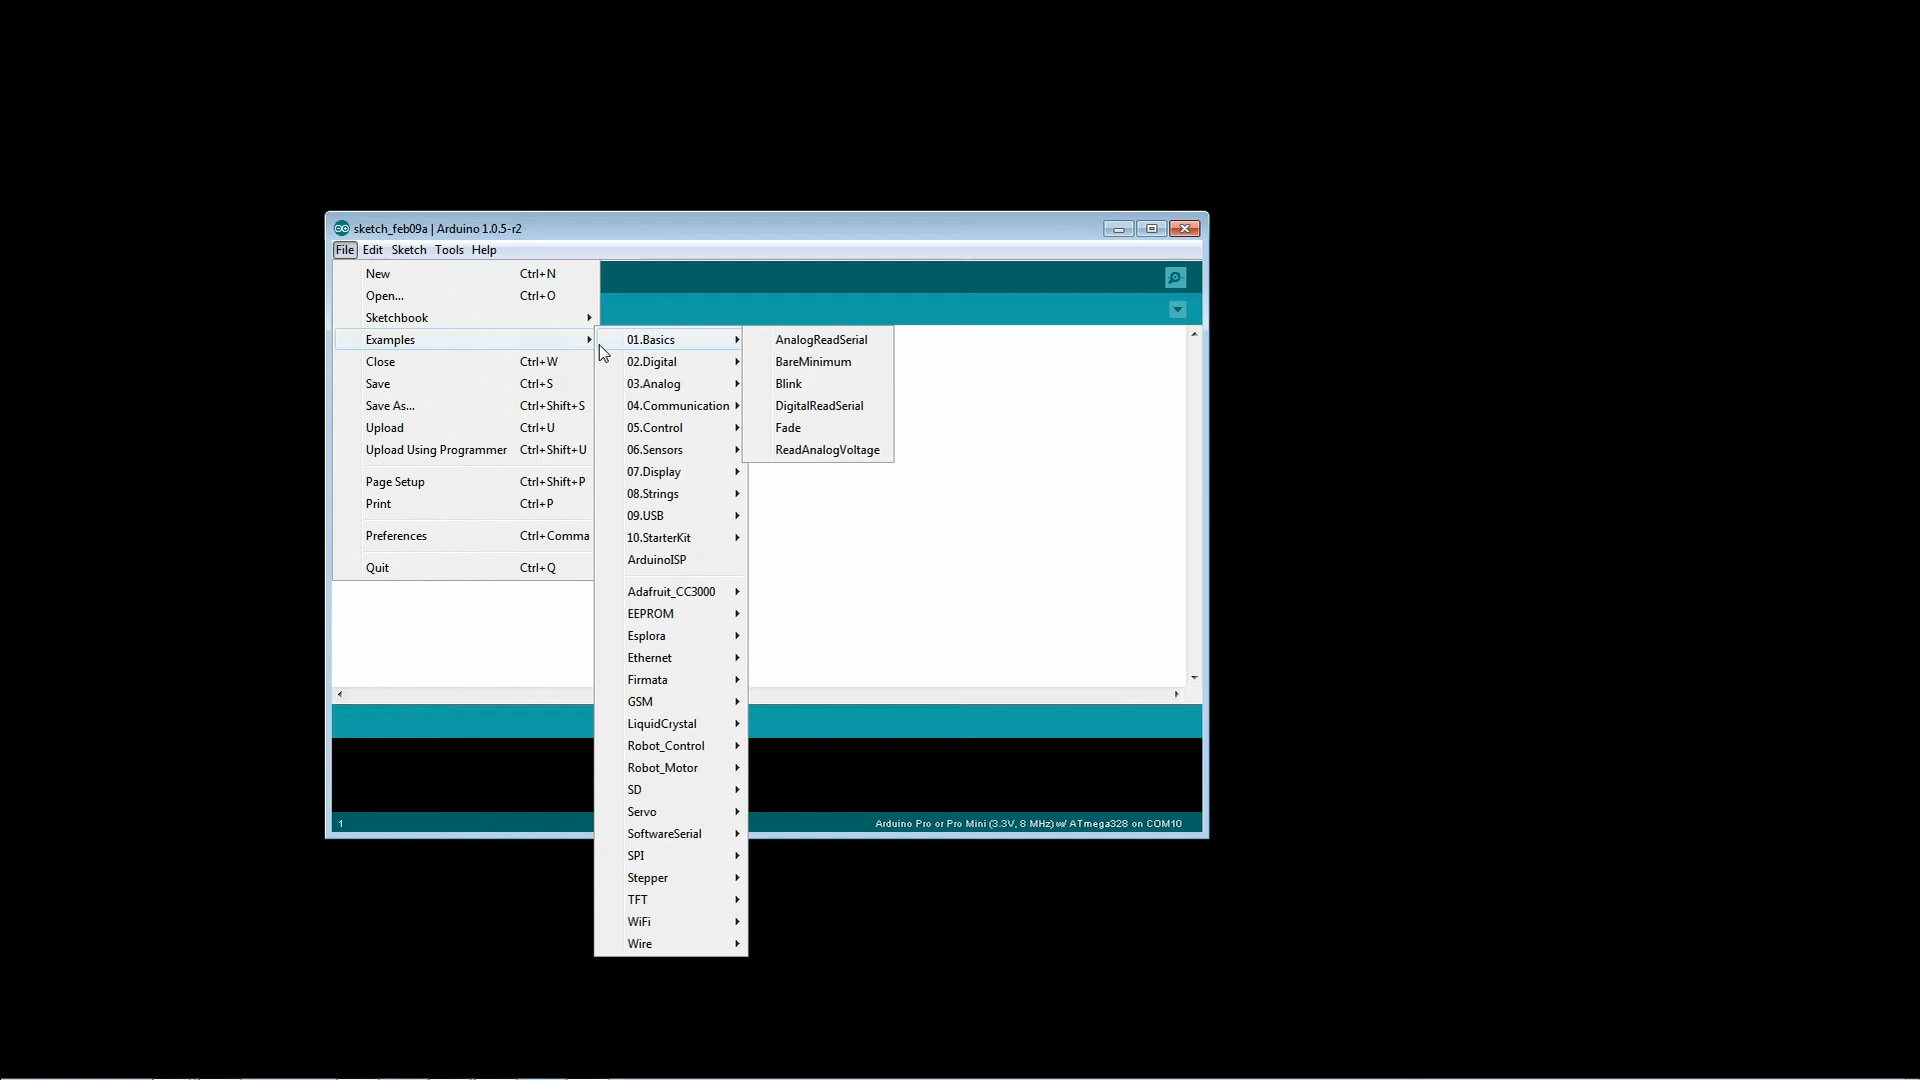 sketch_feb09a | Arduino 1.0.5-r2
File Edit Sketch Tools Help
New Ctrl+N
Open... Ctrl+O
Sketchbook
Examples
Close Ctrl+W
Save Ctrl+S
Save As... Ctrl+Shift+S
Upload Ctrl+U
Upload Using Programmer Ctrl+Shift+U
Page Setup Ctrl+Shift+P
Print Ctrl+P
Preferences Ctrl+Comma
Quit Ctrl+Q
01.Basics
02.Digital
03.Analog
04.Communication
05.Control
06.Sensors
07.Display
08.Strings
09.USB
10.StarterKit
ArduinoISP
Adafruit_CC3000
EEPROM
Esplora
Ethernet
Firmata
GSM
LiquidCrystal
Robot_Control
Robot_Motor
SD
Servo
SoftwareSerial
SPI
Stepper
TFT
WiFi
Wire
AnalogReadSerial
BareMinimum
Blink
DigitalReadSerial
Fade
ReadAnalogVoltage
1 Arduino Pro or Pro Mini (3.3V, 8 MHz) w/ ATmega328 on COM10